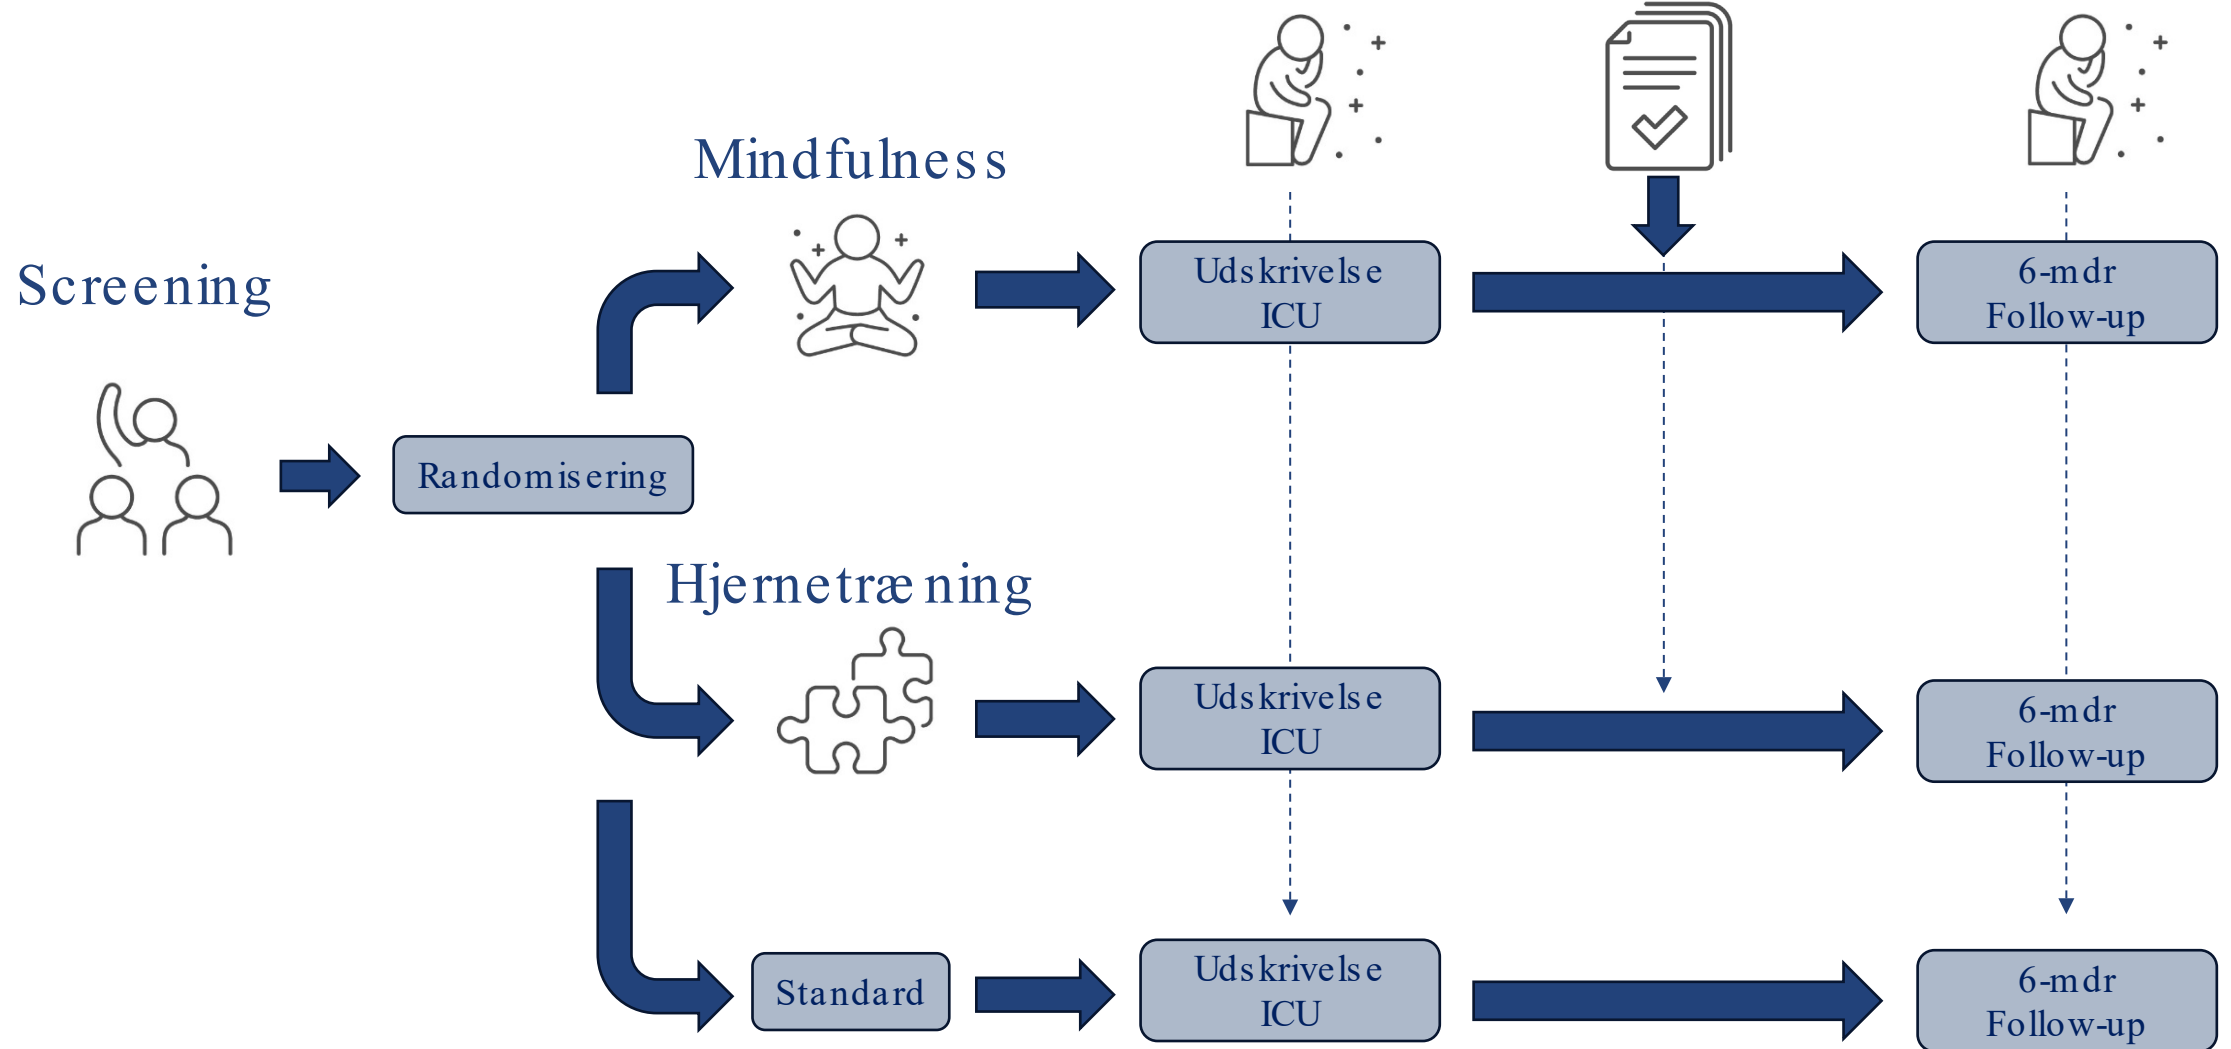 Mindfulness
Screening
Udskrivelse
ICU
6-mdr
Follow-up
Randomisering
Hjernetræning
Udskrivelse
ICU
6-mdr
Follow-up
Standard
Udskrivelse
ICU
6-mdr
Follow-up